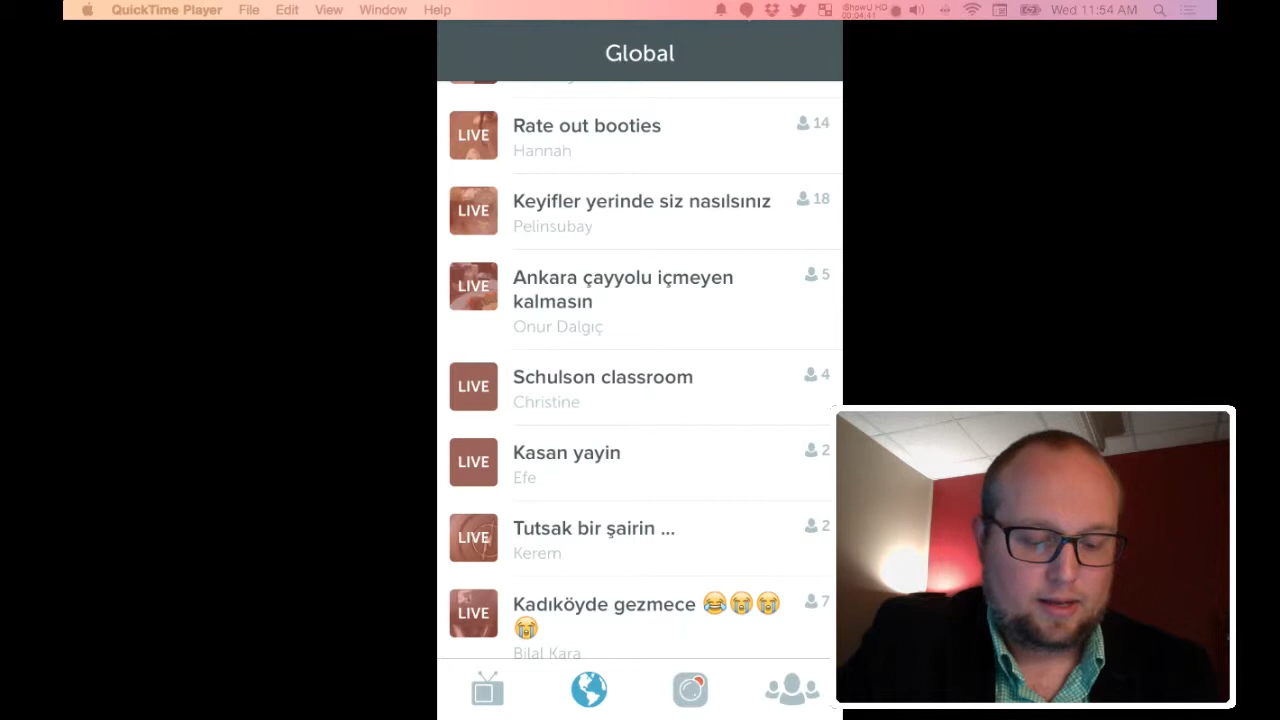 QuickTime Player File Edit View Window Help Wed 11:54 AM
Global
LIVE Rate out booties 14
Hannah
LIVE Keyifler yerinde siz nasılsınız 18
Pelinsubay
LIVE Ankara çayyolu içmeyen 5
kalmasın
Onur Dalgıç
LIVE Schulson classroom 4
Christine
LIVE Kasan yayin 2
Efe
LIVE Tutsak bir şairin ... 2
Kerem
LIVE Kadıköyde gezmece 😂😭😭 7
😭
Bilal Kara